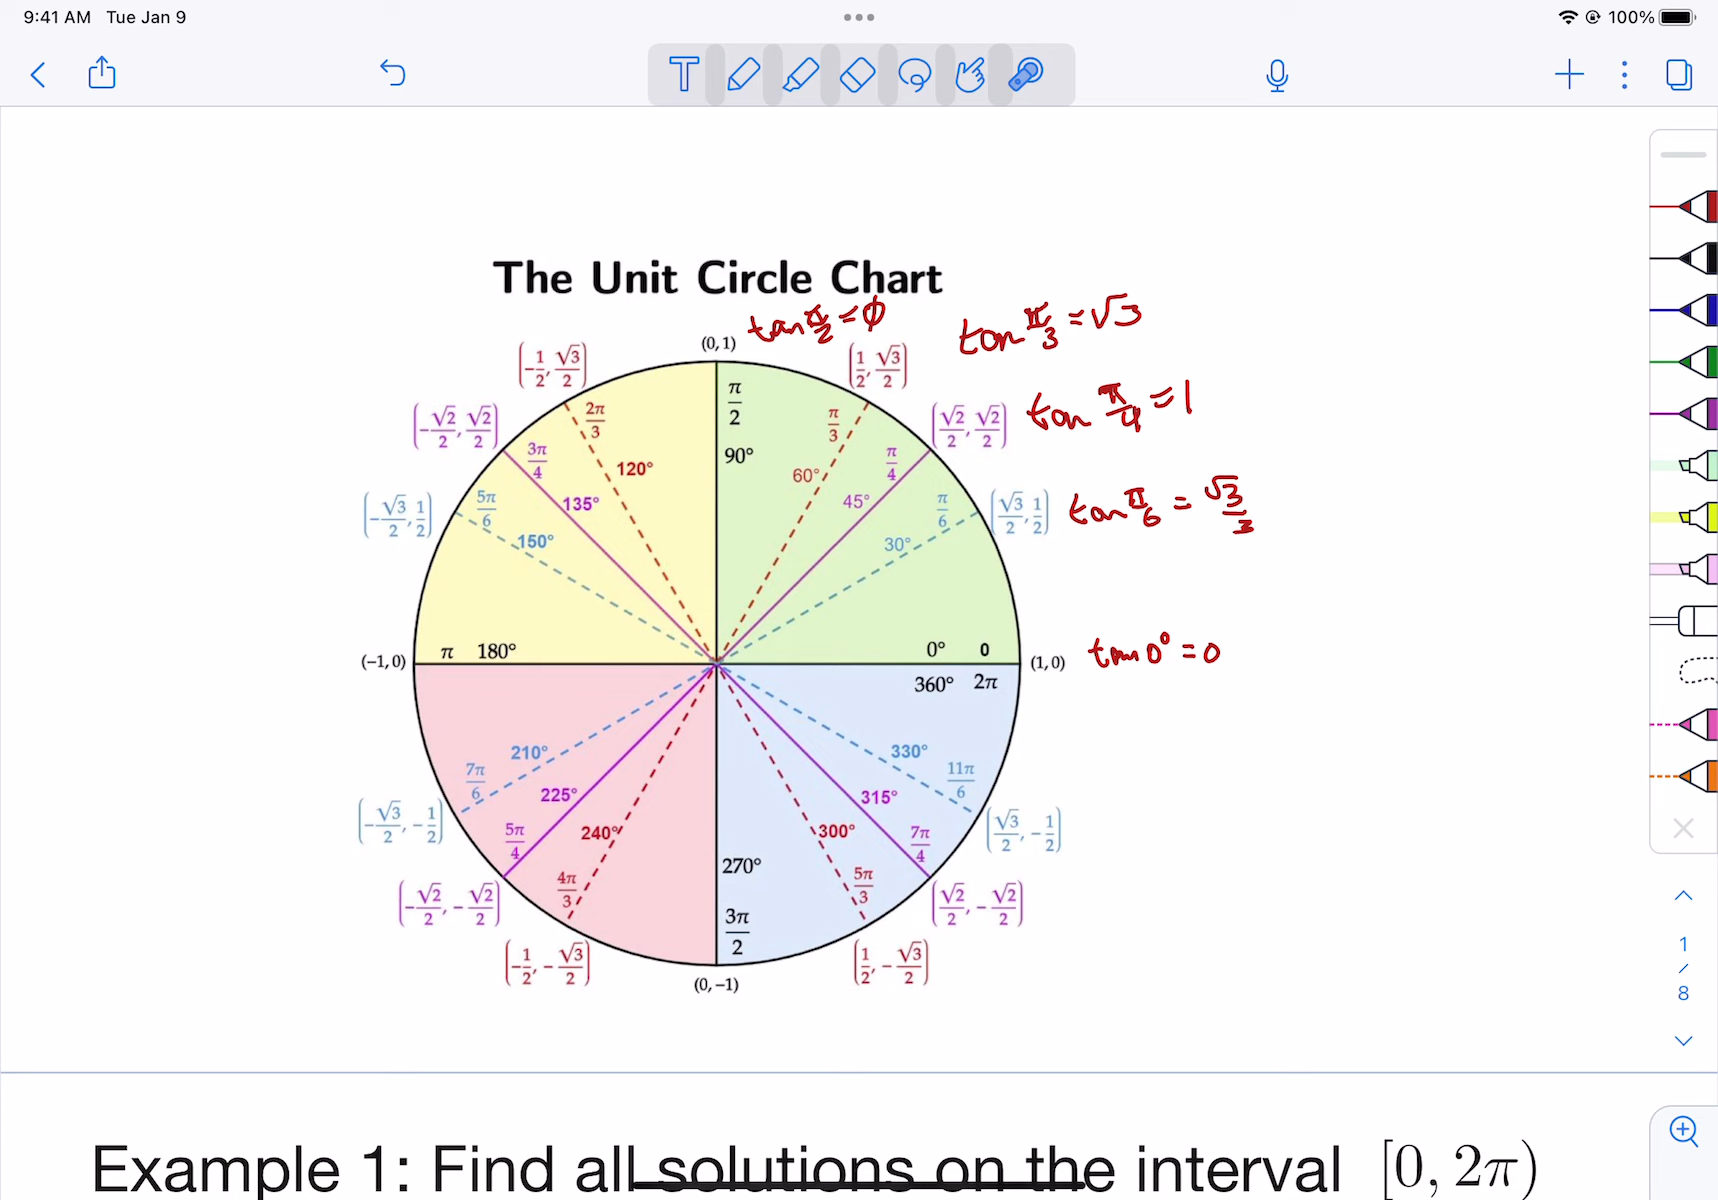 9:41 AM Tue Jan 9
100%
T
The Unit Circle Chart
tan π/2 = ∅
tan π/3 = √3
(0, 1)
(-1/2, √3/2)
(1/2, √3/2)
tan π/4 = 1
(-√2/2, √2/2)
2π/3
π/2
π/3
(√2/2, √2/2)
3π/4
120°
90°
60°
π/4
(-√3/2, 1/2)
5π/6
135°
45°
π/6
(√3/2, 1/2)
tan π/6 = √3/3
150°
30°
(−1, 0)
π 180°
0° 0
(1, 0)
tan 0° = 0
360° 2π
210°
330°
7π/6
11π/6
225°
315°
(-√3/2, -1/2)
5π/4
240°
300°
7π/4
(√3/2, -1/2)
270°
4π/3
5π/3
(-√2/2, -√2/2)
3π/2
(√2/2, -√2/2)
(-1/2, -√3/2)
(1/2, -√3/2)
(0, −1)
1
/
8
Example 1: Find all solutions on the interval [0, 2π)